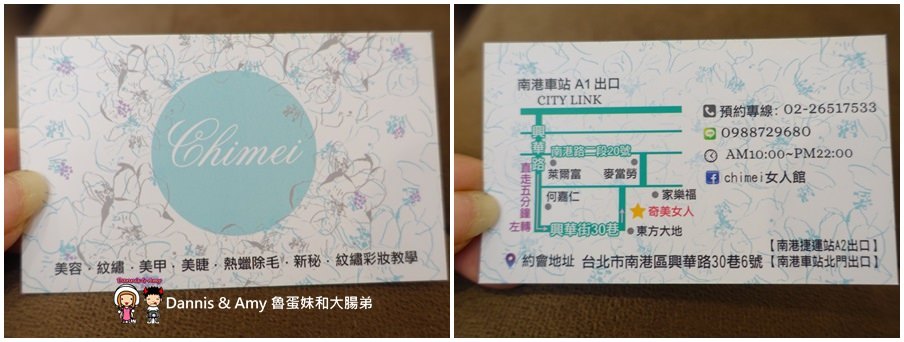 Chimei
美容.紋繡.美甲.美睫.熱蠟除毛.新秘.紋繡彩妝教學
Dannis & Amy
Dannis & Amy 魯蛋妹和大腸弟
南港車站 A1出口
CITY LINK
興華路
南港路二段20號
萊爾富
麥當勞
直走五分鐘左轉
何嘉仁
家樂福
奇美女人
興華街30巷
東方大地
預約專線: 02-26517533
0988729680
AM10:00~PM22:00
chimei女人館
【南港捷運站A2出口】
約會地址 台北市南港區興華路30巷6號【南港車站北門出口】